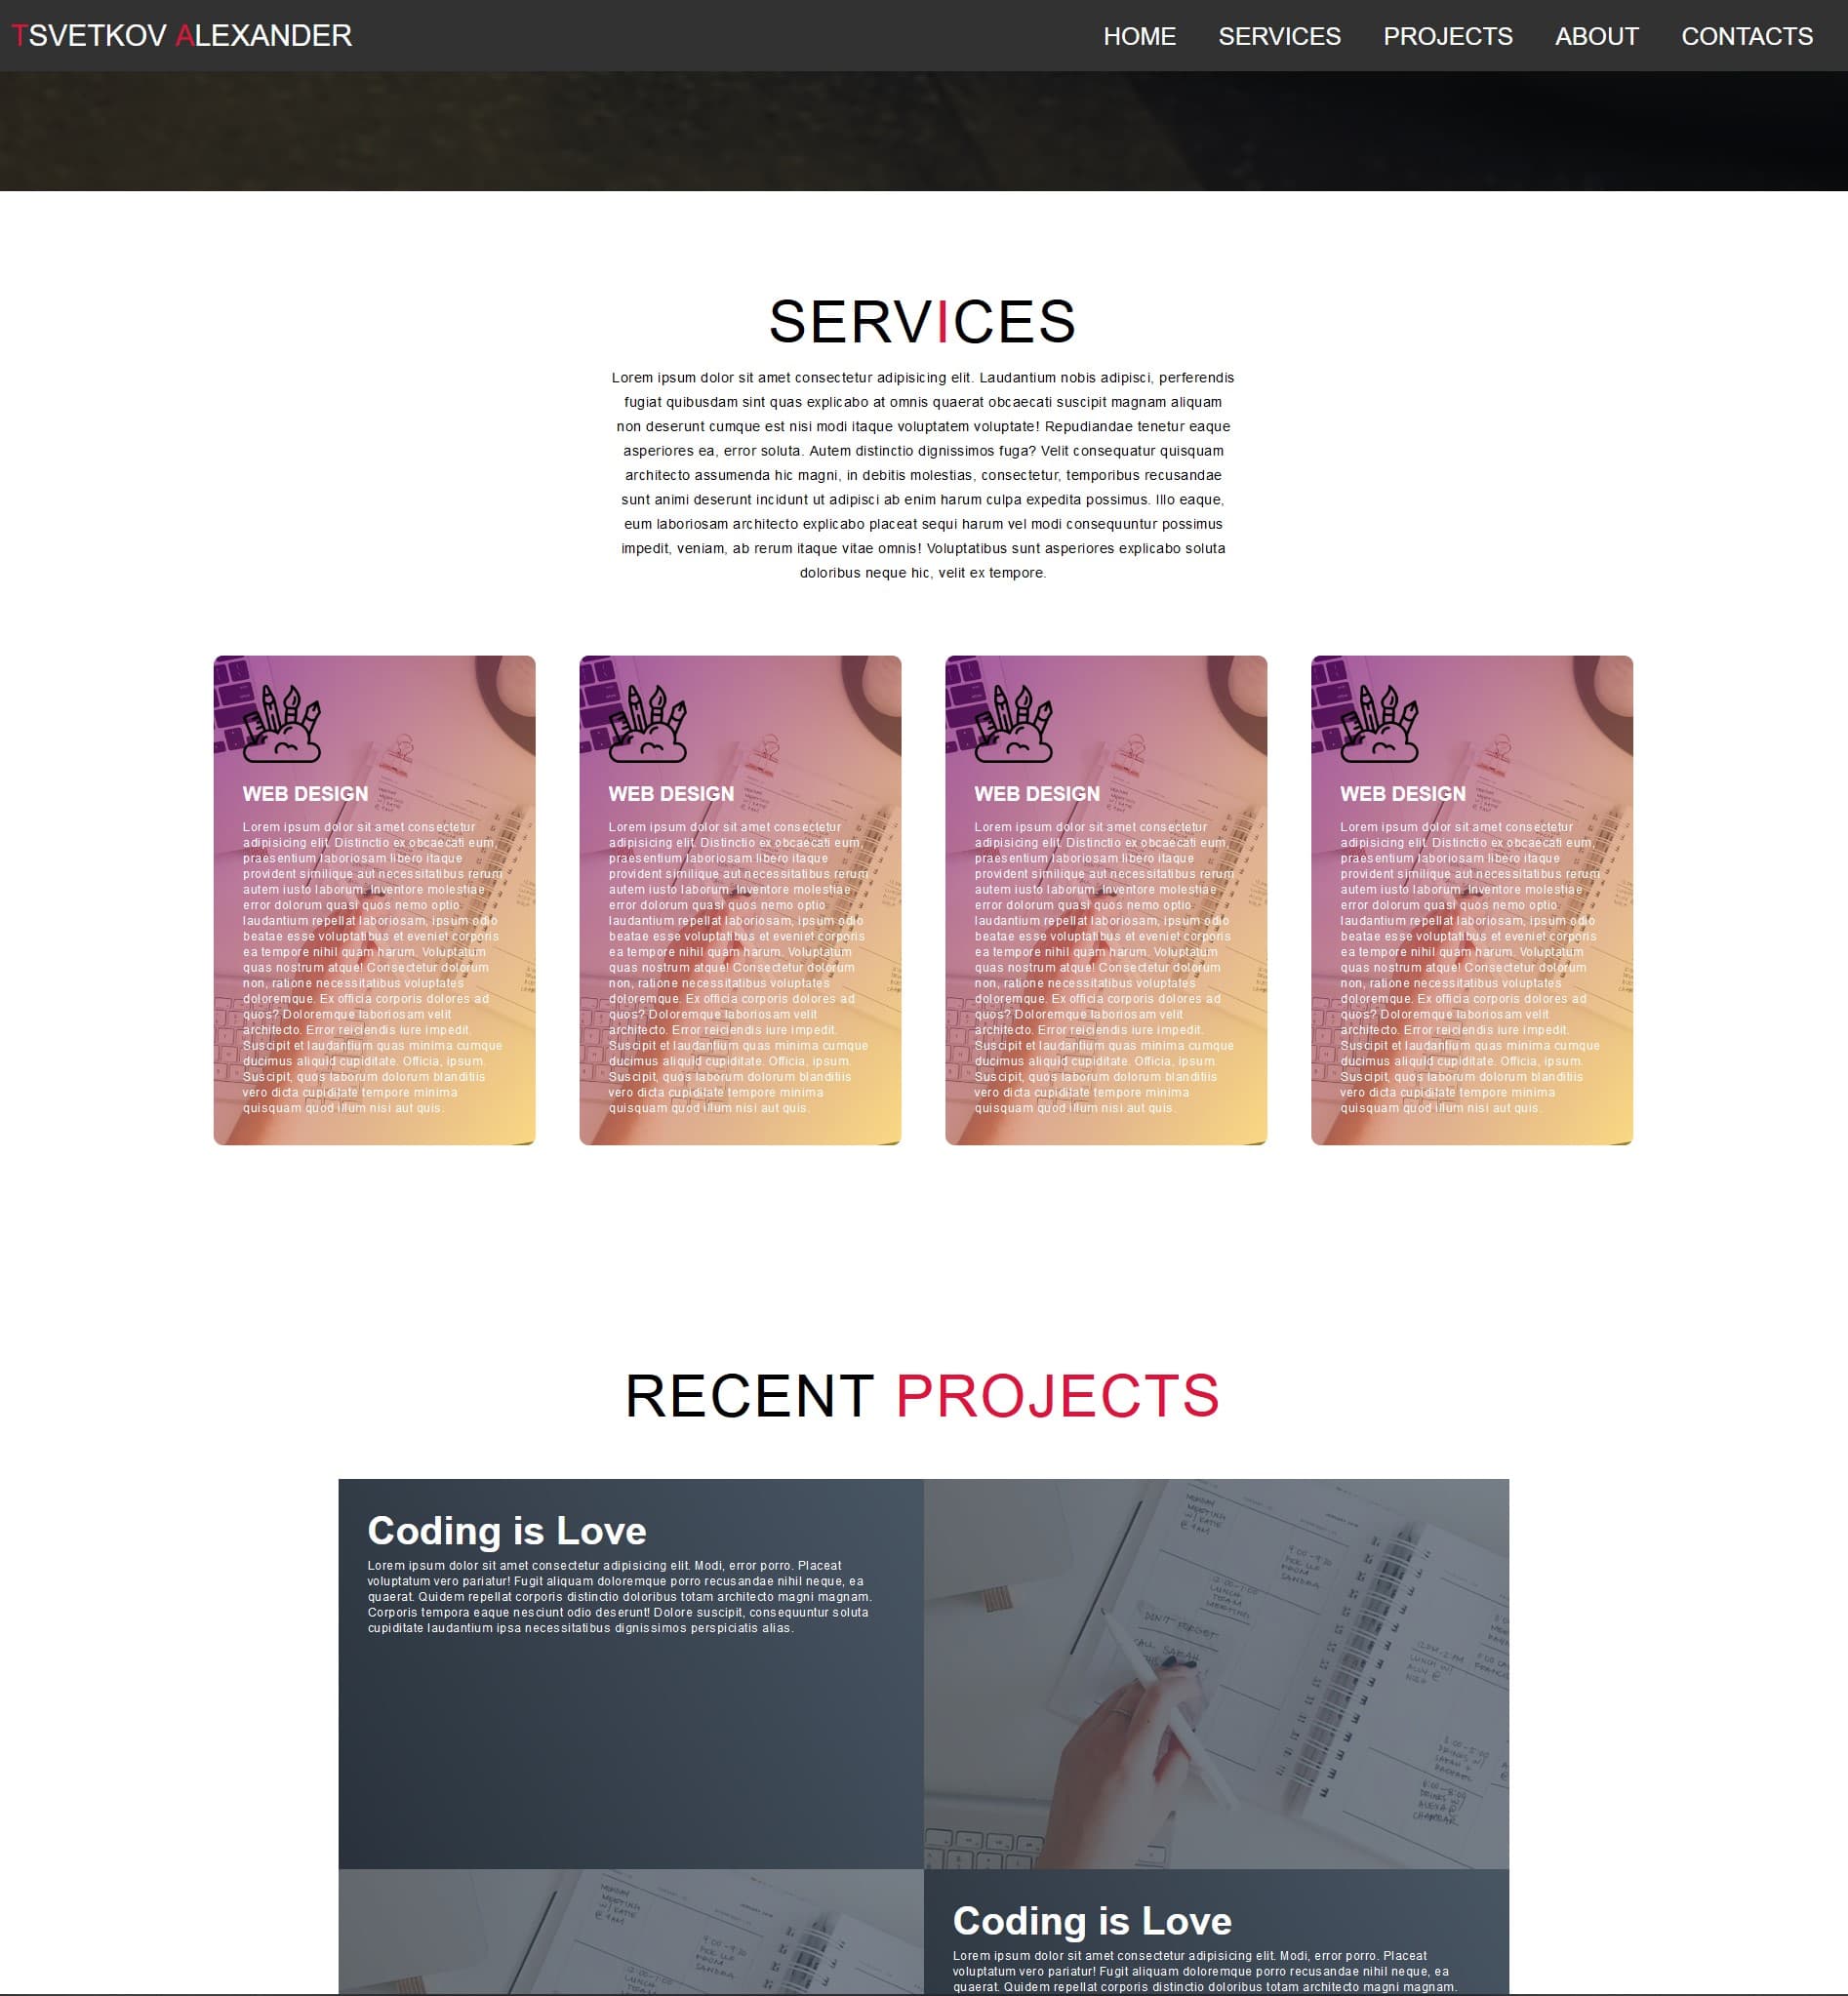 TSVETKOV ALEXANDER
HOME SERVICES PROJECTS ABOUT CONTACTS
SERVICES
Lorem ipsum dolor sit amet consectetur adipisicing elit. Laudantium nobis adipisci, perferendis
fugiat quibusdam sint quas explicabo at omnis quaerat obcaecati suscipit magnam aliquam
non deserunt cumque est nisi modi itaque voluptatem voluptate! Repudiandae tenetur eaque
asperiores ea, error soluta. Autem distinctio dignissimos fuga? Velit consequatur quisquam
architecto assumenda hic magni, in debitis molestias, consectetur, temporibus recusandae
sunt animi deserunt incidunt ut adipisci ab enim harum culpa expedita possimus. Illo eaque,
eum laboriosam architecto explicabo placeat sequi harum vel modi consequuntur possimus
impedit, veniam, ab rerum itaque vitae omnis! Voluptatibus sunt asperiores explicabo soluta
doloribus neque hic, velit ex tempore.
WEB DESIGN
Lorem ipsum dolor sit amet consectetur
adipisicing elit. Distinctio ex obcaecati eum,
praesentium laboriosam libero itaque
provident similique aut necessitatibus rerum
autem iusto laborum. Inventore molestiae
error dolorum quasi quos nemo optio
laudantium repellat laboriosam, ipsum odio
beatae esse voluptatibus et eveniet corporis
ea tempore nihil quam harum. Voluptatum
quas nostrum atque! Consectetur dolorum
non, ratione necessitatibus voluptates
doloremque. Ex officia corporis dolores ad
quos? Doloremque laboriosam velit
architecto. Error reiciendis iure impedit.
Suscipit et laudantium quas minima cumque
ducimus aliquid cupiditate. Officia, ipsum.
Suscipit, quos laborum dolorum blanditiis
vero dicta cupiditate tempore minima
quisquam quod illum nisi aut quis.
WEB DESIGN
Lorem ipsum dolor sit amet consectetur
adipisicing elit. Distinctio ex obcaecati eum,
praesentium laboriosam libero itaque
provident similique aut necessitatibus rerum
autem iusto laborum. Inventore molestiae
error dolorum quasi quos nemo optio
laudantium repellat laboriosam, ipsum odio
beatae esse voluptatibus et eveniet corporis
ea tempore nihil quam harum. Voluptatum
quas nostrum atque! Consectetur dolorum
non, ratione necessitatibus voluptates
doloremque. Ex officia corporis dolores ad
quos? Doloremque laboriosam velit
architecto. Error reiciendis iure impedit.
Suscipit et laudantium quas minima cumque
ducimus aliquid cupiditate. Officia, ipsum.
Suscipit, quos laborum dolorum blanditiis
vero dicta cupiditate tempore minima
quisquam quod illum nisi aut quis.
WEB DESIGN
Lorem ipsum dolor sit amet consectetur
adipisicing elit. Distinctio ex obcaecati eum,
praesentium laboriosam libero itaque
provident similique aut necessitatibus rerum
autem iusto laborum. Inventore molestiae
error dolorum quasi quos nemo optio
laudantium repellat laboriosam, ipsum odio
beatae esse voluptatibus et eveniet corporis
ea tempore nihil quam harum. Voluptatum
quas nostrum atque! Consectetur dolorum
non, ratione necessitatibus voluptates
doloremque. Ex officia corporis dolores ad
quos? Doloremque laboriosam velit
architecto. Error reiciendis iure impedit.
Suscipit et laudantium quas minima cumque
ducimus aliquid cupiditate. Officia, ipsum.
Suscipit, quos laborum dolorum blanditiis
vero dicta cupiditate tempore minima
quisquam quod illum nisi aut quis.
WEB DESIGN
Lorem ipsum dolor sit amet consectetur
adipisicing elit. Distinctio ex obcaecati eum,
praesentium laboriosam libero itaque
provident similique aut necessitatibus rerum
autem iusto laborum. Inventore molestiae
error dolorum quasi quos nemo optio
laudantium repellat laboriosam, ipsum odio
beatae esse voluptatibus et eveniet corporis
ea tempore nihil quam harum. Voluptatum
quas nostrum atque! Consectetur dolorum
non, ratione necessitatibus voluptates
doloremque. Ex officia corporis dolores ad
quos? Doloremque laboriosam velit
architecto. Error reiciendis iure impedit.
Suscipit et laudantium quas minima cumque
ducimus aliquid cupiditate. Officia, ipsum.
Suscipit, quos laborum dolorum blanditiis
vero dicta cupiditate tempore minima
quisquam quod illum nisi aut quis.
RECENT PROJECTS
Coding is Love
Lorem ipsum dolor sit amet consectetur adipisicing elit. Modi, error porro. Placeat
voluptatum vero pariatur! Fugit aliquam doloremque porro recusandae nihil neque, ea
quaerat. Quidem repellat corporis distinctio doloribus totam architecto magni magnam.
Corporis tempora eaque nesciunt odio deserunt! Dolore suscipit, consequuntur soluta
cupiditate laudantium ipsa necessitatibus dignissimos perspiciatis alias.
MONDAY
MEETING
W/ KATIE
@ 9AM
9:00-9:30
PICK UP
FROM
SANDRA
12:00-1:00
LUNCH
TEAM
DON'T FORGET
CALL SARAH
12PM-2PM
LUNCH W/
DRINKS W/
Coding is Love
Lorem ipsum dolor sit amet consectetur adipisicing elit. Modi, error porro. Placeat
voluptatum vero pariatur! Fugit aliquam doloremque porro recusandae nihil neque, ea
quaerat. Quidem repellat corporis distinctio doloribus totam architecto magni magnam.